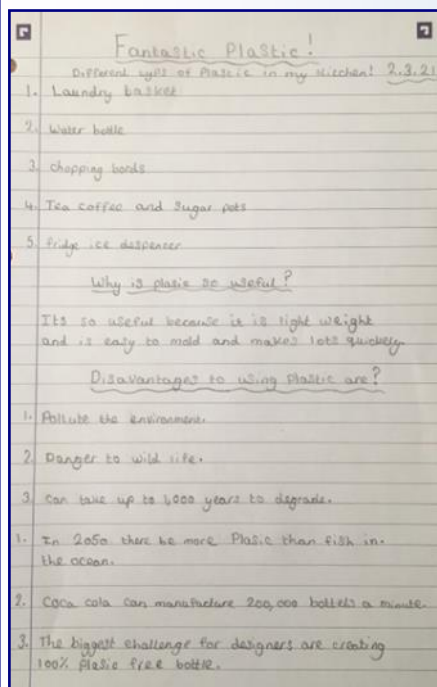 Fantastic Plastic!
Different typs of Plastic in my kitchen! 2.3.21
1. Laundry basket
2. Water bottle
3. chopping bords
4. Tea coffee and sugar pots
5. fridge ice despencer
Why is plasic so useful?
Its so useful because it is light weight
and is easy to mold and makes lots quickly.
Disavantages to using plastic are?
1. Pollute the environment.
2. Danger to wild life.
3. Can take up to 1,000 years to degrade.
1. In 2050 there be more Plasic than fish in.
the ocean.
2. Coca cola can manufacture 200,000 bottels a minute.
3. The biggest challenge for designers are creating
100% plasic free bottle.